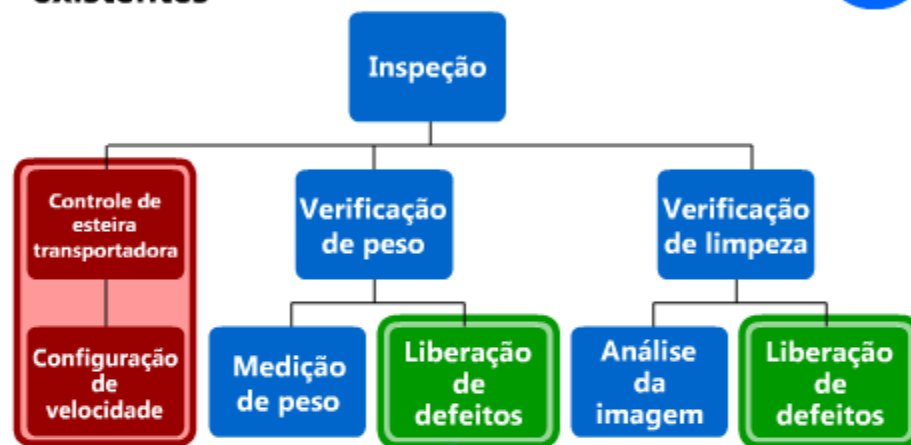 existentes
Inspeção
Controle de
esteira
transportadora
Verificação
de peso
Verificação
de limpeza
Configuração
de
velocidade
Medição
de peso
Liberação
de
defeitos
Análise
da
imagem
Liberação
de
defeitos